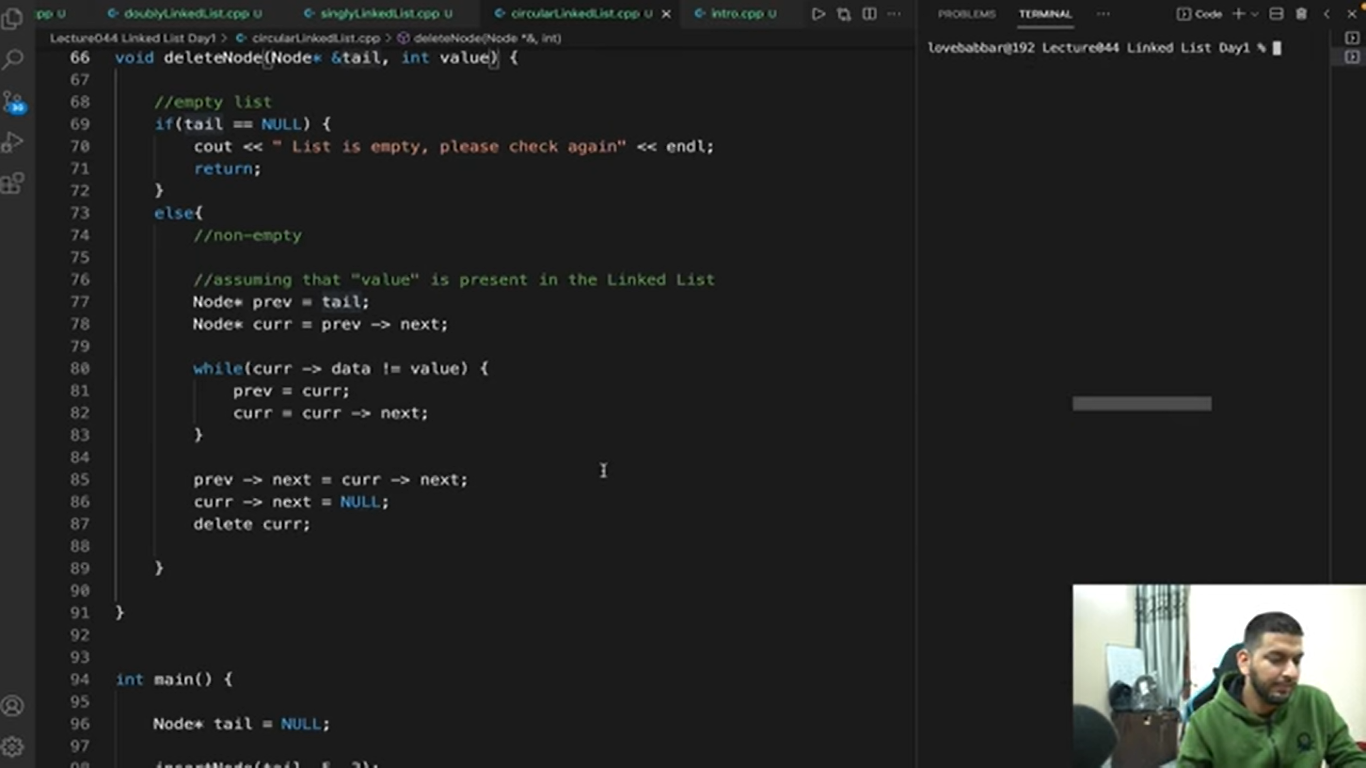 cpp U doublyLinkedList.cpp U singlyLinkedList.cpp U circularLinkedList.cpp U intro.cpp U
Lecture044 Linked List Day1 > circularLinkedList.cpp > deleteNode(Node *&, int)
66 void deleteNode(Node* &tail, int value) {
67
68 //empty list
69 if(tail == NULL) {
70 cout << " List is empty, please check again" << endl;
71 return;
72 }
73 else{
74 //non-empty
75
76 //assuming that "value" is present in the Linked List
77 Node* prev = tail;
78 Node* curr = prev -> next;
79
80 while(curr -> data != value) {
81 prev = curr;
82 curr = curr -> next;
83 }
84
85 prev -> next = curr -> next;
86 curr -> next = NULL;
87 delete curr;
88
89 }
90
91 }
92
93
94 int main() {
95
96 Node* tail = NULL;
97
98 insertNode(tail, 5, 3);
PROBLEMS TERMINAL ··· Code
lovebabbar@192 Lecture044 Linked List Day1 %